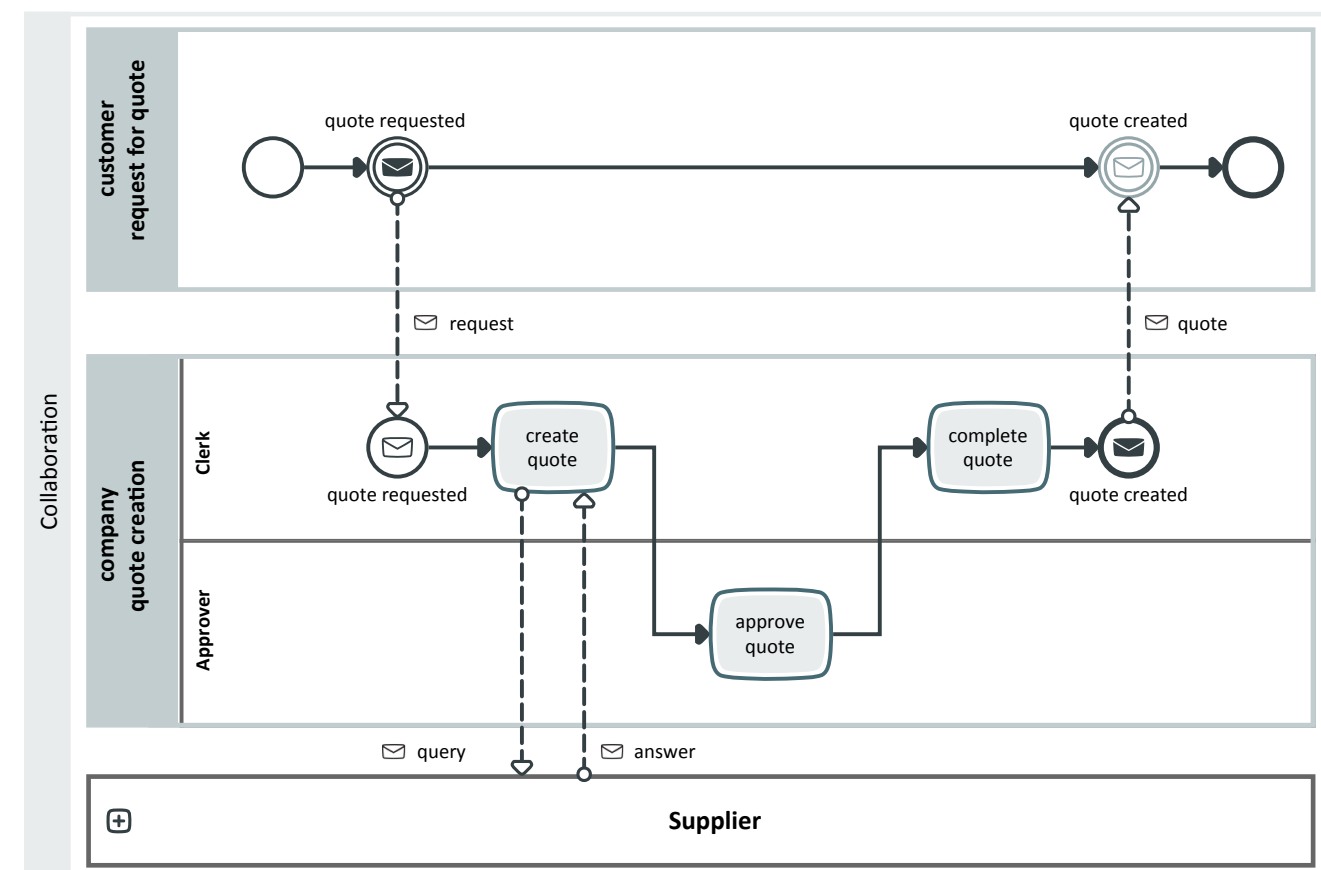 Collaboration
customer
request for quote
quote requested
quote created
request
quote
company
quote creation
Clerk
quote requested
create
quote
complete
quote
quote created
Approver
approve
quote
query
answer
Supplier